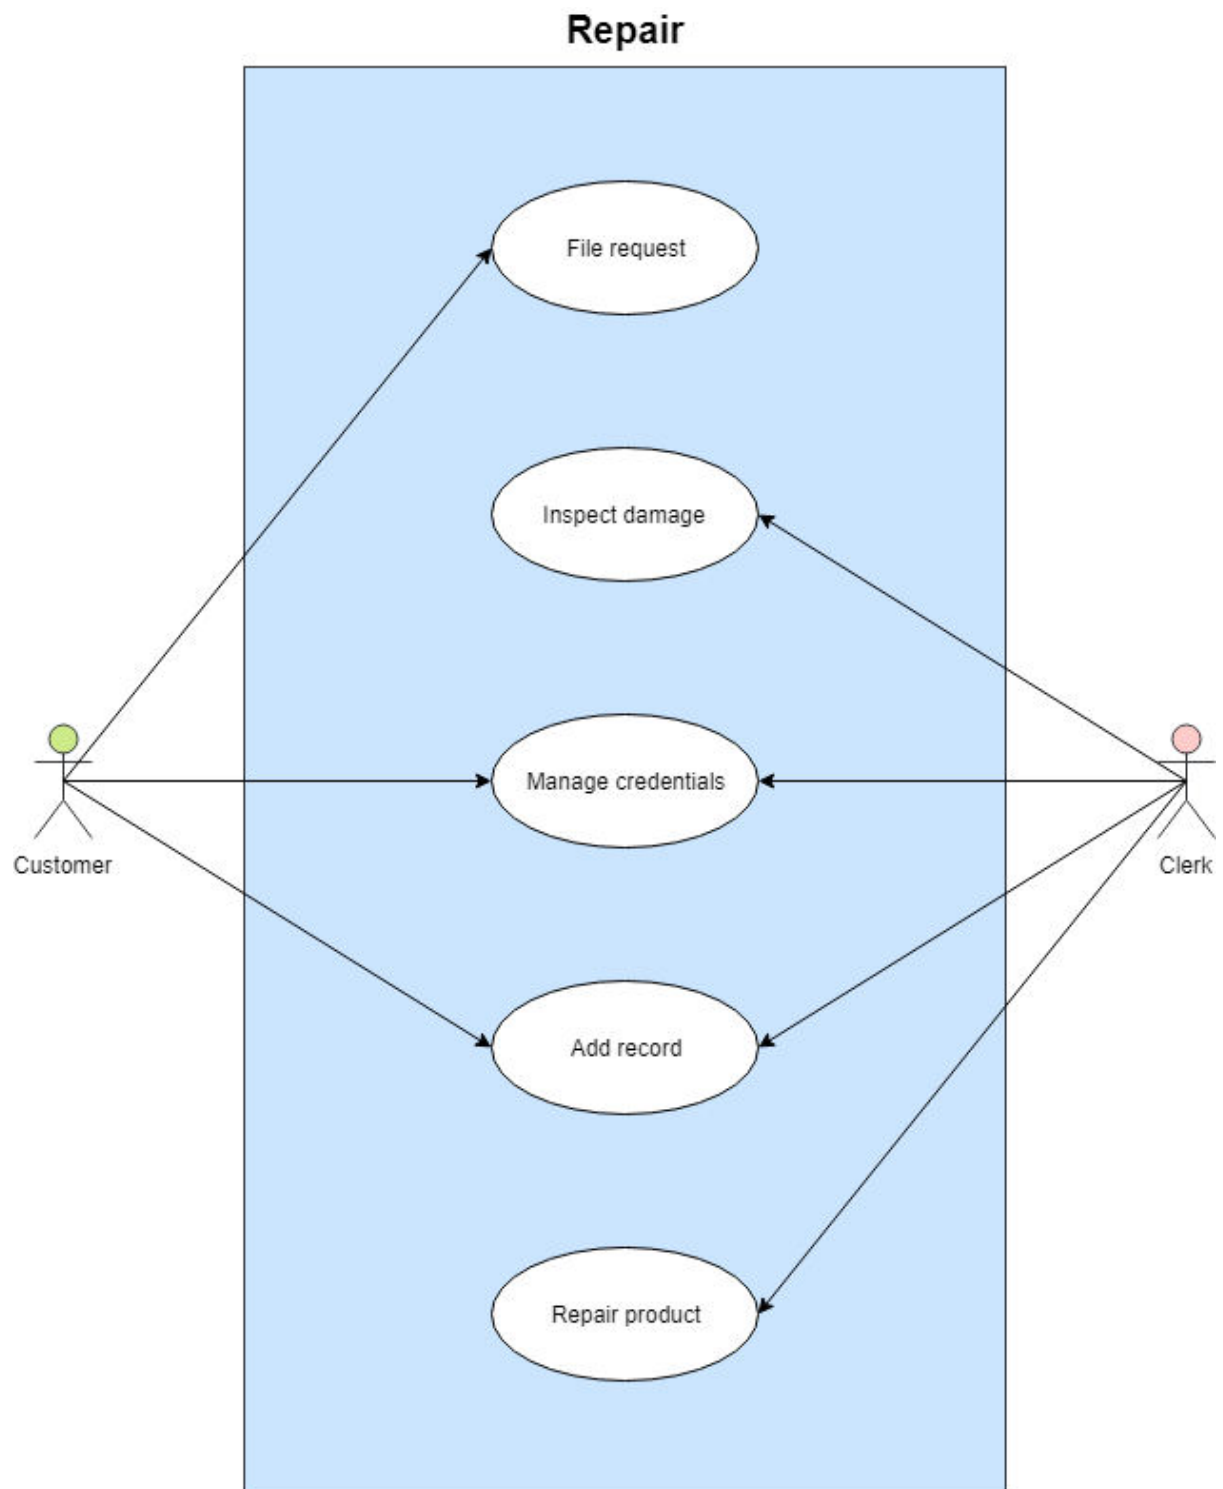 Repair
File request
Inspect damage
Manage credentials
Customer
Clerk
Add record
Repair product